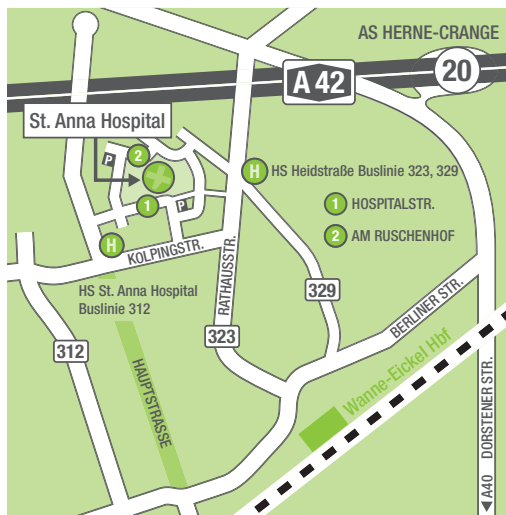 AS HERNE-CRANGE
20
A 42
St. Anna Hospital
2
P
H
HS Heidstraße Buslinie 323, 329
1
P
1 HOSPITALSTR.
2 AM RUSCHENHOF
H
KOLPINGSTR.
RATHAUSSTR.
HS St. Anna Hospital
Buslinie 312
329
BERLINER STR.
323
312
HAUPTSTRASSE
Wanne-Eickel Hbf
DORSTENER STR.
A40